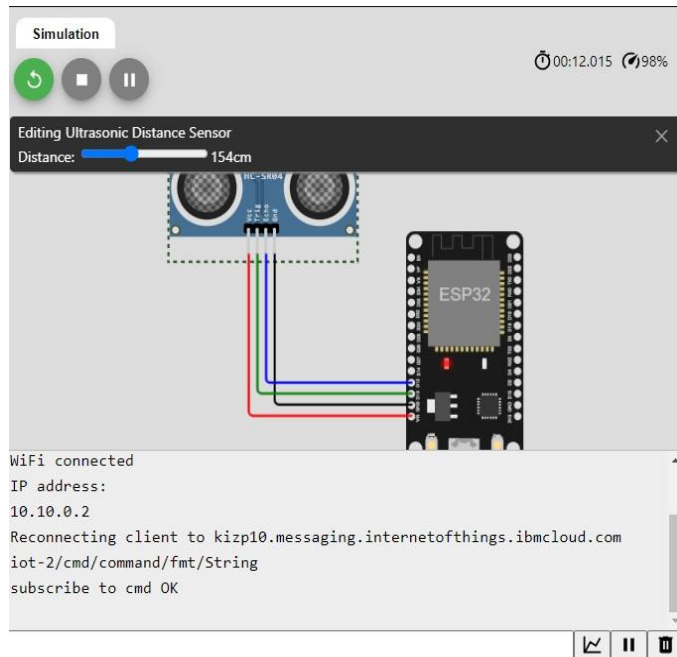 Simulation
00:12.015 98%
Editing Ultrasonic Distance Sensor
Distance: 154cm
HC-SR04
Vcc
Trig
Echo
Gnd
ESP32
WiFi connected
IP address:
10.10.0.2
Reconnecting client to kizp10.messaging.internetofthings.ibmcloud.com
iot-2/cmd/command/fmt/String
subscribe to cmd OK